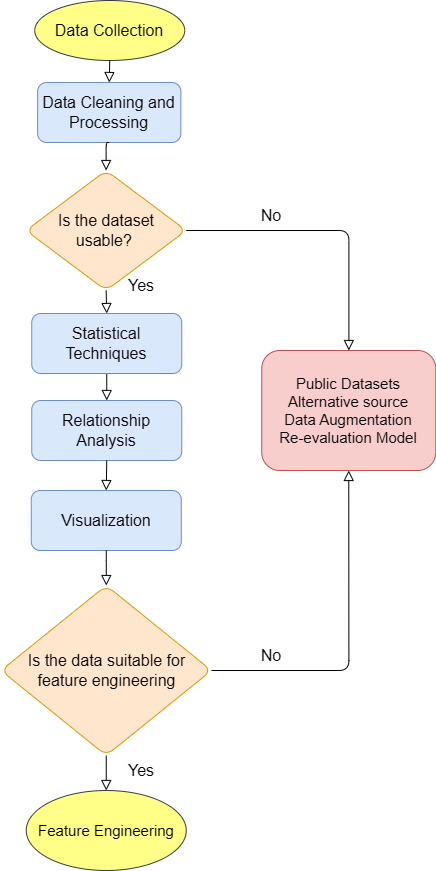 Data Collection
Data Cleaning and
Processing
Is the dataset
usable?
No
Yes
Statistical
Techniques
Public Datasets
Alternative source
Data Augmentation
Re-evaluation Model
Relationship
Analysis
Visualization
Is the data suitable for
feature engineering
No
Yes
Feature Engineering